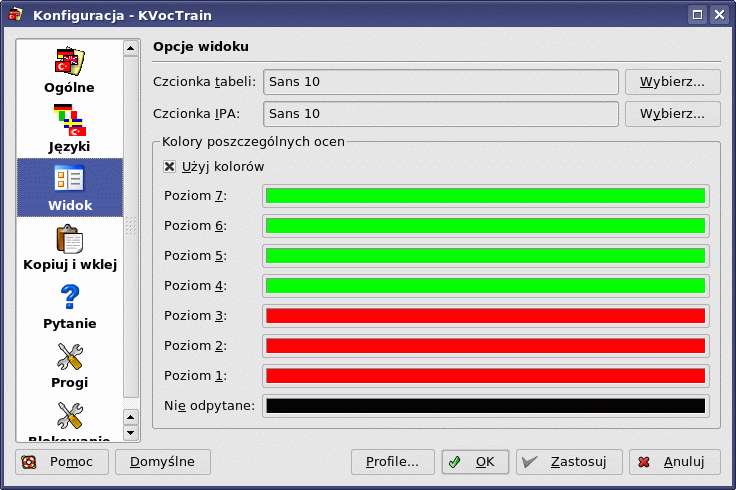 Konfiguracja - KVocTrain
Ogólne
Języki
Widok
Kopiuj i wklej
Pytanie
Progi
Blokowanie
Opcje widoku
Czcionka tabeli: Sans 10 Wybierz...
Czcionka IPA: Sans 10 Wybierz...
Kolory poszczególnych ocen
Użyj kolorów
Poziom 7:
Poziom 6:
Poziom 5:
Poziom 4:
Poziom 3:
Poziom 2:
Poziom 1:
Nie odpytane:
Pomoc Domyślne Profile... OK Zastosuj Anuluj